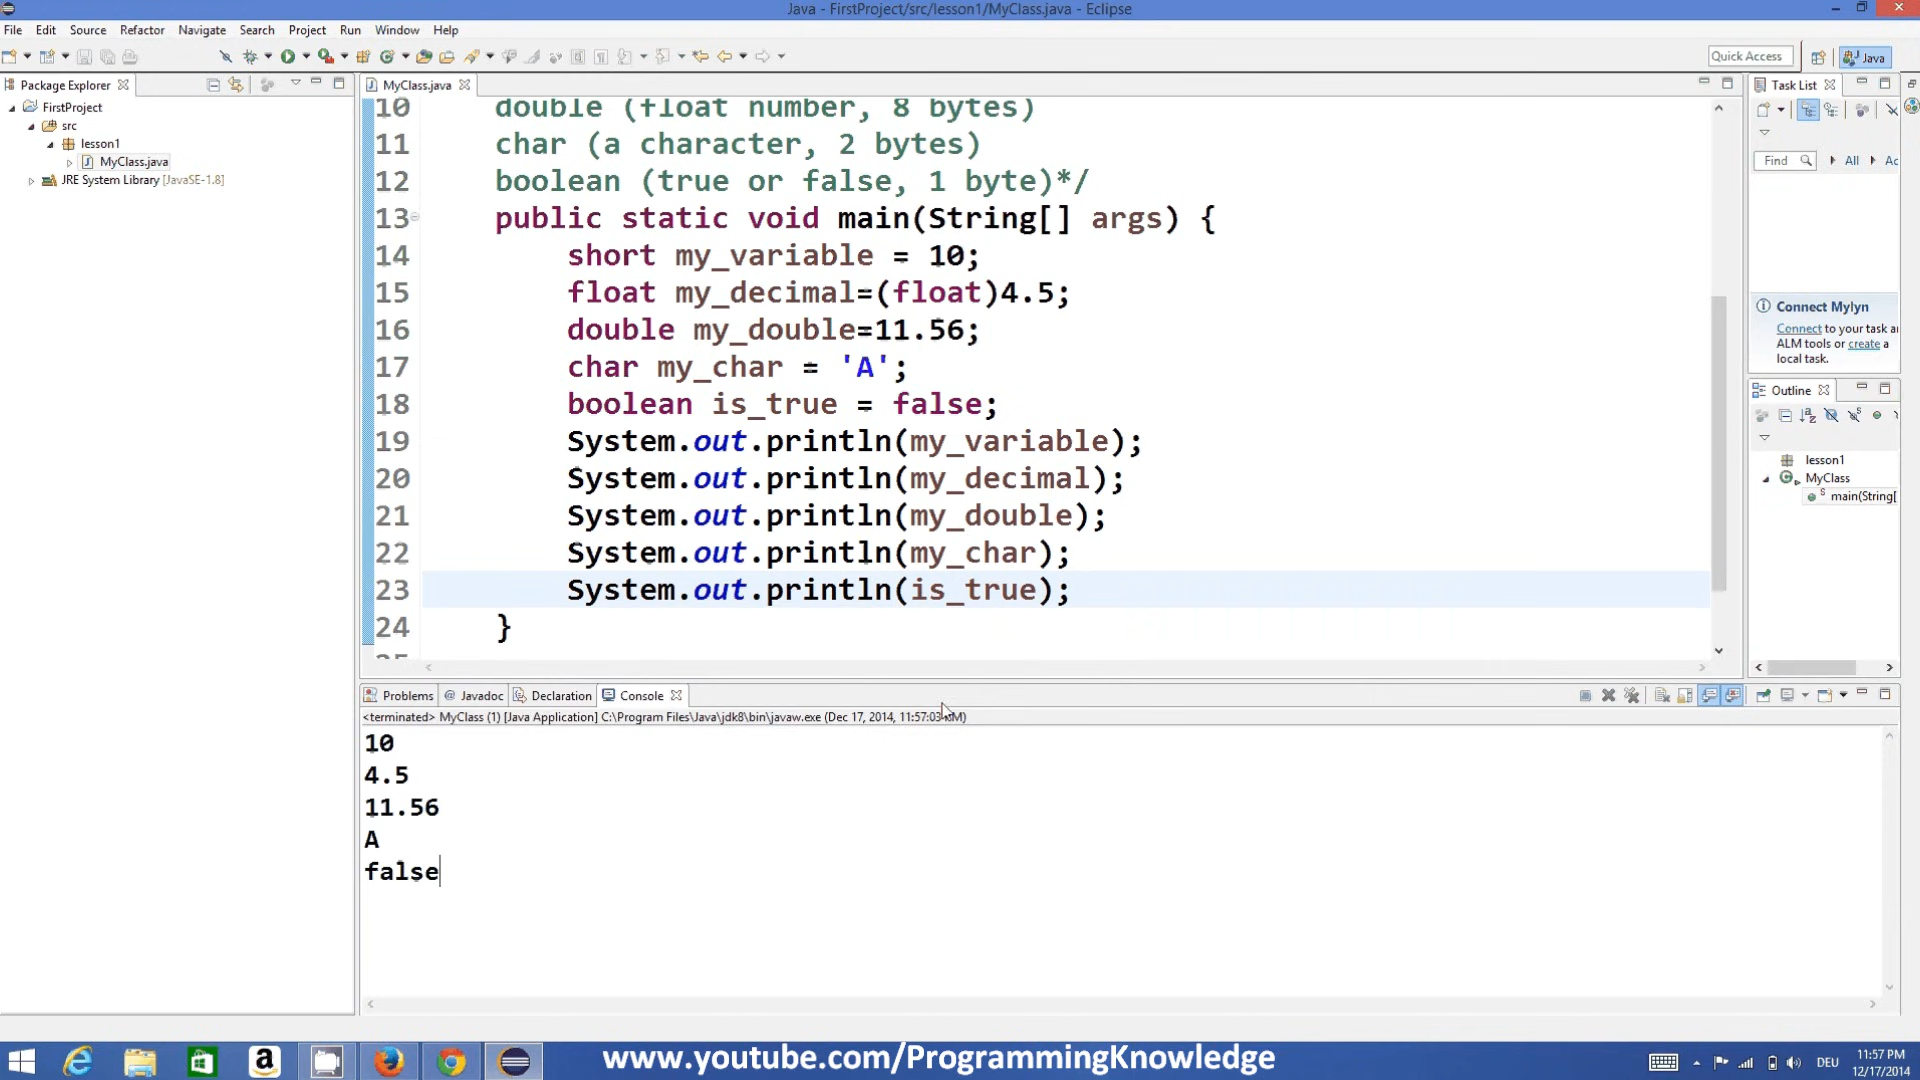 Java - FirstProject/src/lesson1/MyClass.java - Eclipse
File Edit Source Refactor Navigate Search Project Run Window Help
Quick Access
Java
Package Explorer
FirstProject
src
lesson1
MyClass.java
JRE System Library [JavaSE-1.8]
MyClass.java
10 double (float number, 8 bytes)
11 char (a character, 2 bytes)
12 boolean (true or false, 1 byte)*/
13 public static void main(String[] args) {
14 short my_variable = 10;
15 float my_decimal=(float)4.5;
16 double my_double=11.56;
17 char my_char = 'A';
18 boolean is_true = false;
19 System.out.println(my_variable);
20 System.out.println(my_decimal);
21 System.out.println(my_double);
22 System.out.println(my_char);
23 System.out.println(is_true);
24 }
Task List
Find All Ac
Connect Mylyn
Connect to your task a
ALM tools or create a
local task.
Outline
lesson1
MyClass
main(String[
Problems @ Javadoc Declaration Console
<terminated> MyClass (1) [Java Application] C:\Program Files\Java\jdk8\bin\javaw.exe (Dec 17, 2014, 11:57:03 M)
10
4.5
11.56
A
false
www.youtube.com/ProgrammingKnowledge
DEU
11:57 PM
12/17/2014